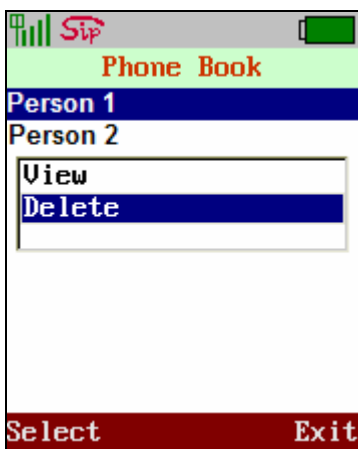 Sip
Phone Book
Person 1
Person 2
View
Delete
Select Exit